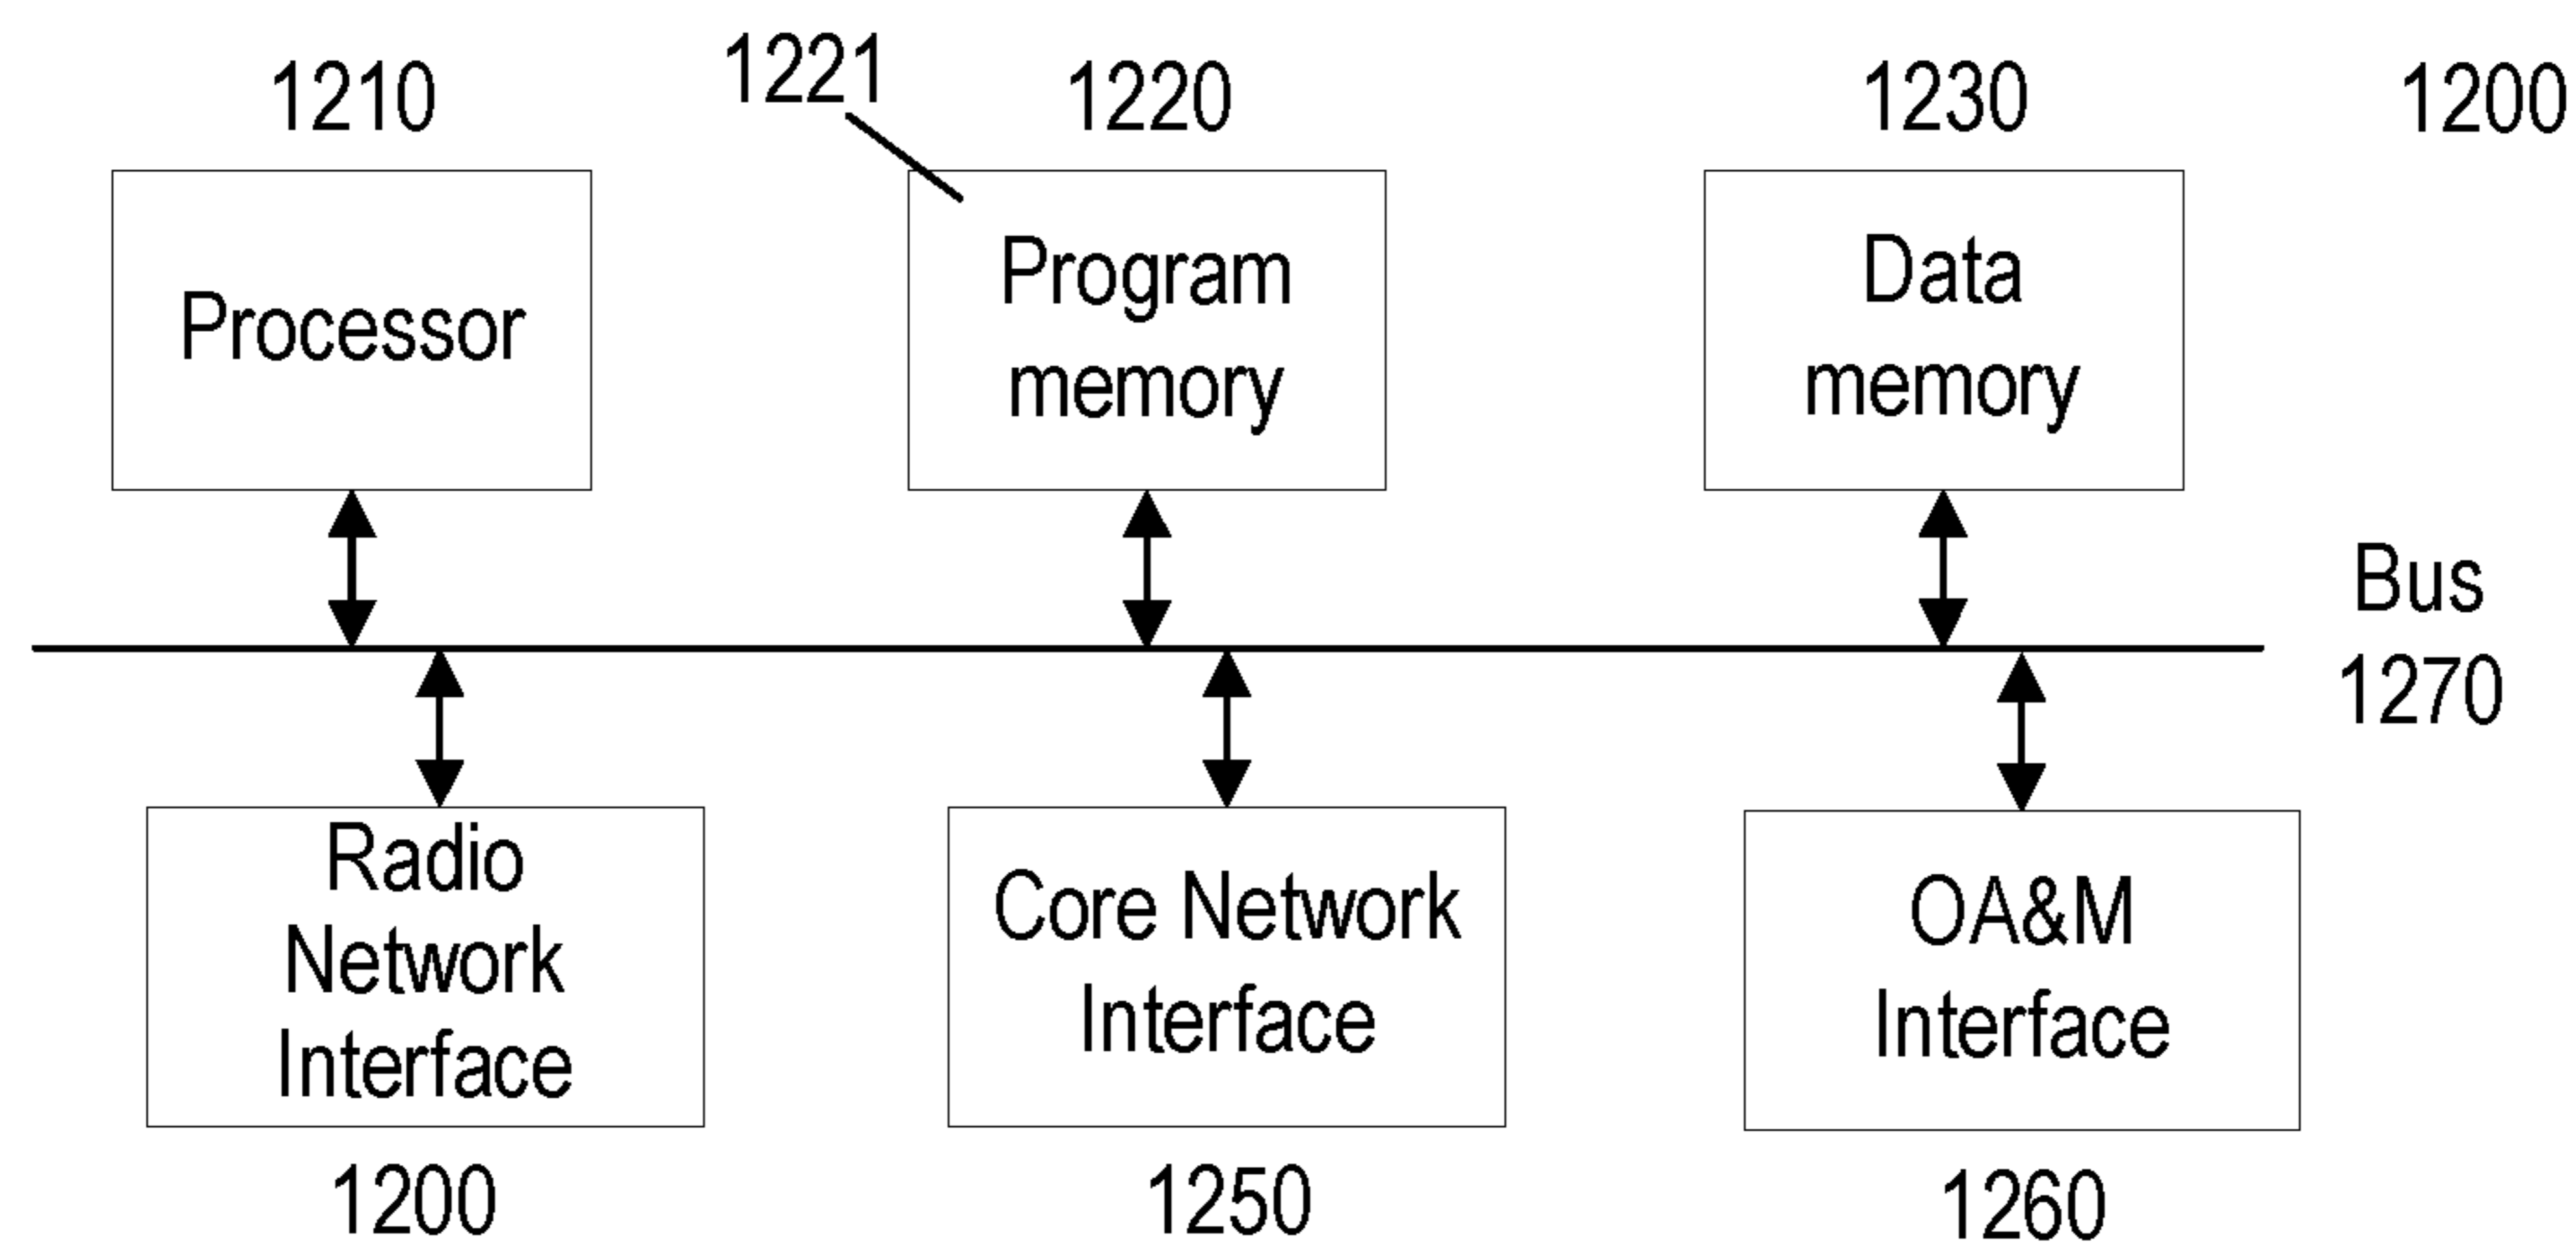 1210
1221
1220
1230
1200
Processor
Program
memory
Data
memory
Bus
1270
Radio
Network
Interface
Core Network
Interface
OA&M
Interface
1200
1250
1260